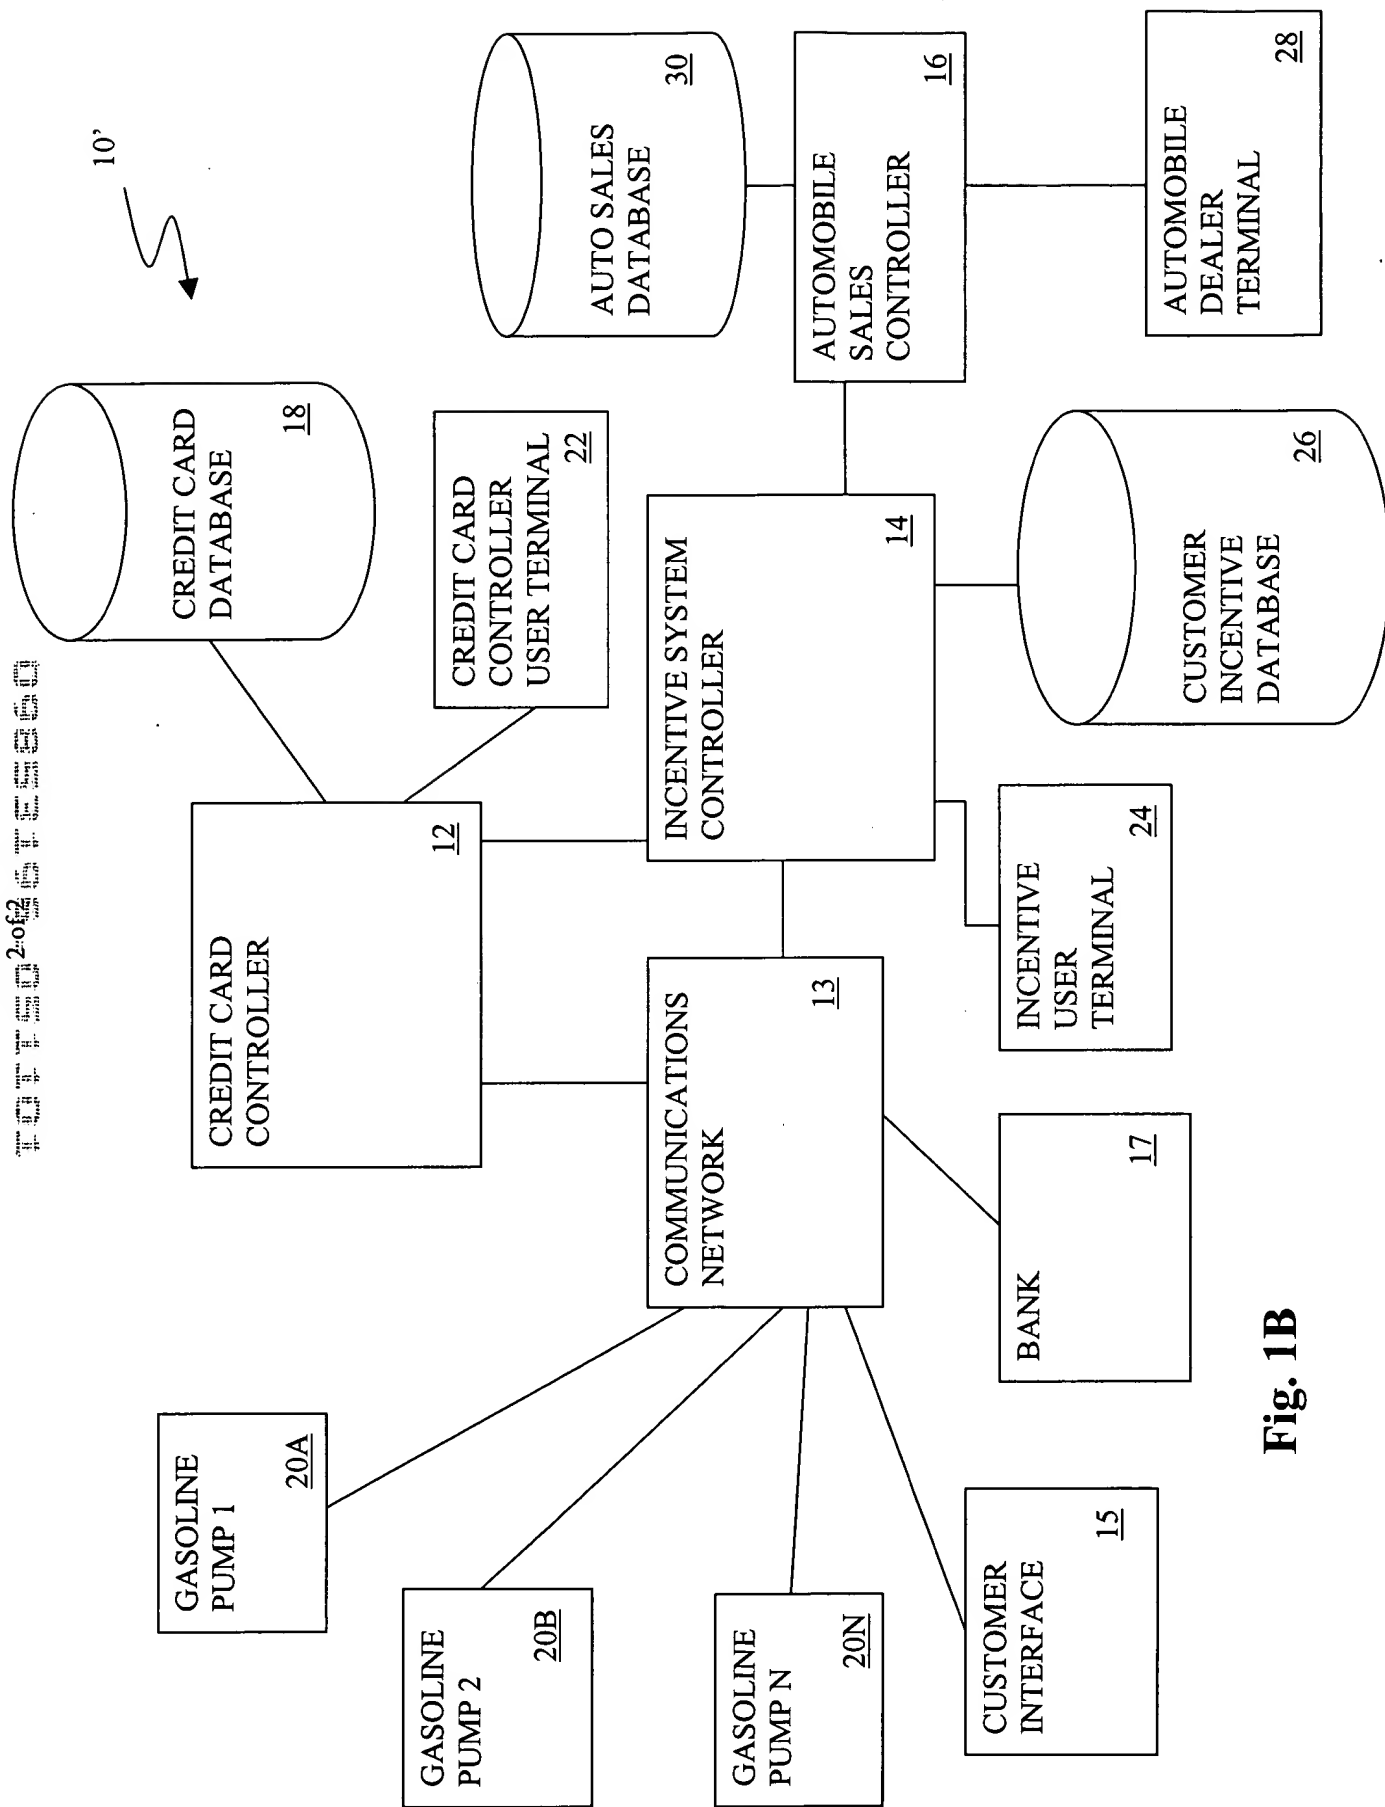 2 of 2
10'
CREDIT CARD
DATABASE
18
CREDIT CARD
CONTROLLER
12
CREDIT CARD
CONTROLLER
USER TERMINAL
22
AUTO SALES
DATABASE
30
GASOLINE
PUMP 1
20A
GASOLINE
PUMP 2
20B
GASOLINE
PUMP N
20N
CUSTOMER
INTERFACE
15
COMMUNICATIONS
NETWORK
13
INCENTIVE SYSTEM
CONTROLLER
14
AUTOMOBILE
SALES
CONTROLLER
16
BANK
17
INCENTIVE
USER
TERMINAL
24
CUSTOMER
INCENTIVE
DATABASE
26
AUTOMOBILE
DEALER
TERMINAL
28
Fig. 1B